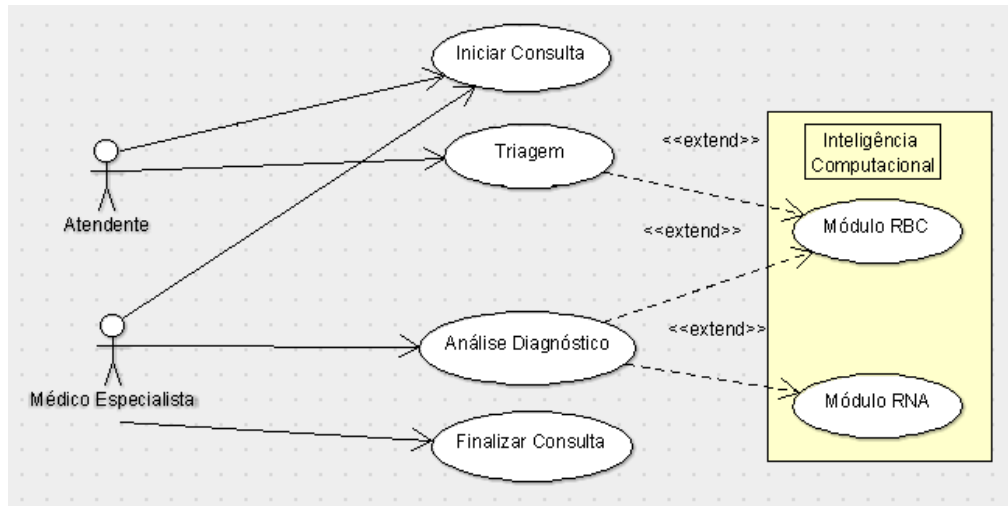 Iniciar Consulta
Triagem
<<extend>>
Inteligência
Computacional
Atendente
<<extend>>
Módulo RBC
<<extend>>
Análise Diagnóstico
Médico Especialista
Módulo RNA
Finalizar Consulta